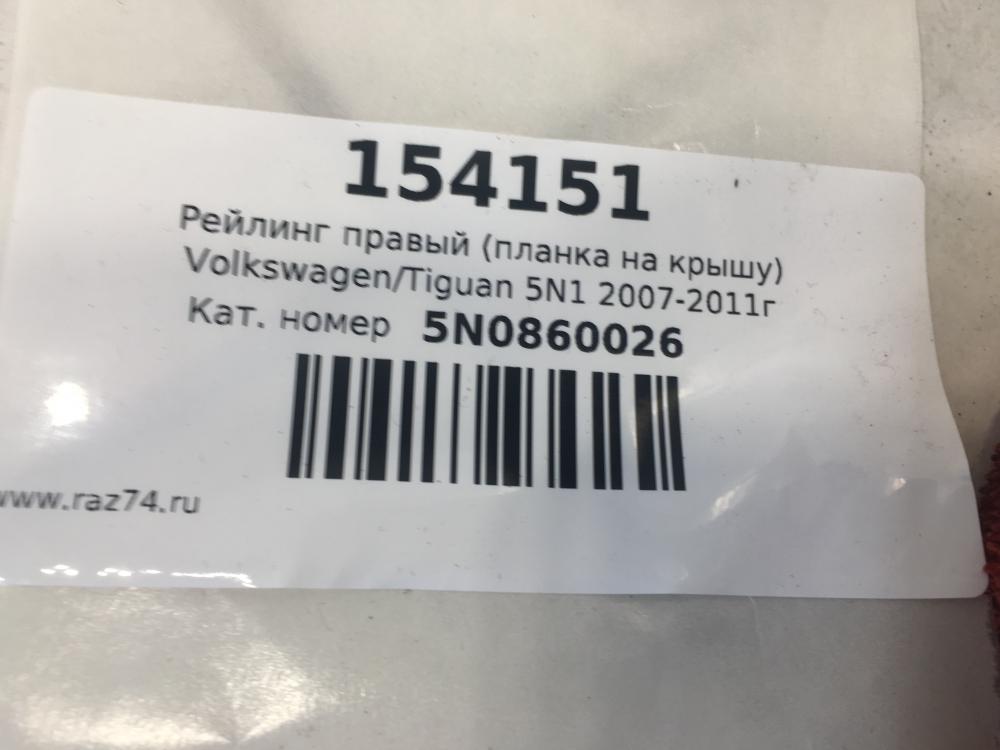 154151
Рейлинг правый (планка на крышу)
Volkswagen/Tiguan 5N1 2007-2011г
Кат. номер 5N0860026
www.raz74.ru